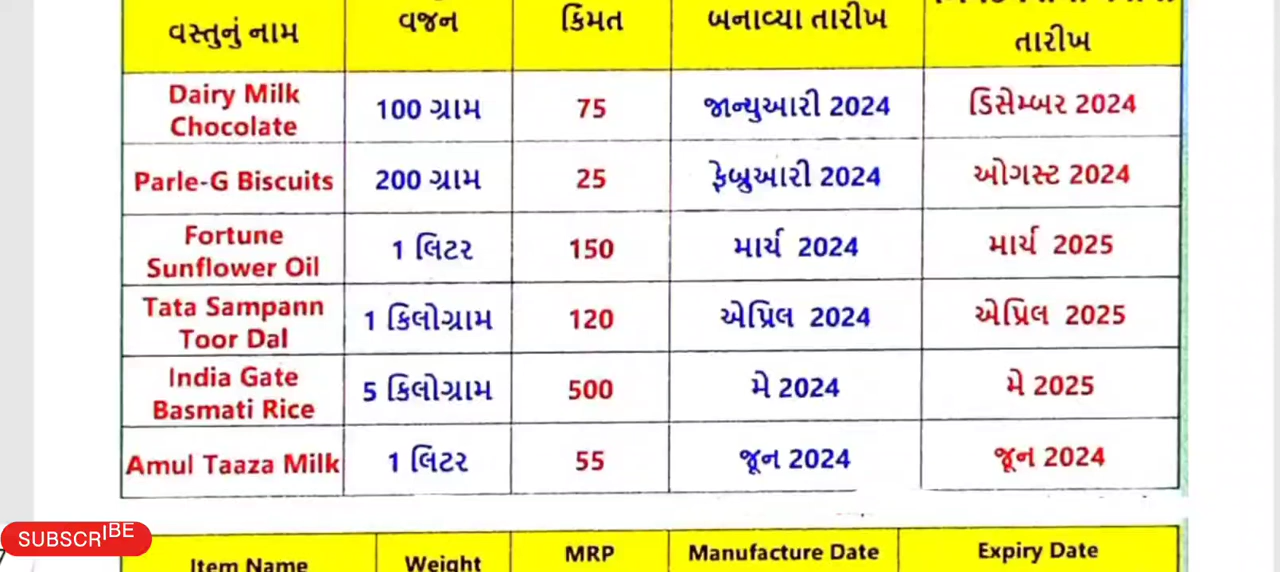 વસ્તુનું નામ વજન કિંમત બનાવ્યા તારીખ
તારીખ
Dairy Milk Chocolate 100 ગ્રામ 75 જાન્યુઆરી 2024 ડિસેમ્બર 2024
Parle-G Biscuits 200 ગ્રામ 25 ફેબ્રુઆરી 2024 ઓગસ્ટ 2024
Fortune Sunflower Oil 1 લિટર 150 માર્ચ 2024 માર્ચ 2025
Tata Sampann Toor Dal 1 કિલોગ્રામ 120 એપ્રિલ 2024 એપ્રિલ 2025
India Gate Basmati Rice 5 કિલોગ્રામ 500 મે 2024 મે 2025
Amul Taaza Milk 1 લિટર 55 જૂન 2024 જૂન 2024
SUBSCRIBE
Item Name Weight MRP Manufacture Date Expiry Date